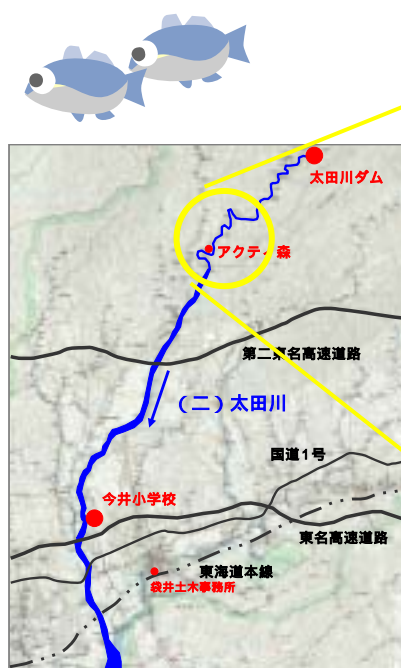 太田川ダム
アクティ森
第二東名高速道路
（二）太田川
国道1号
今井小学校
東名高速道路
東海道本線
袋井土木事務所